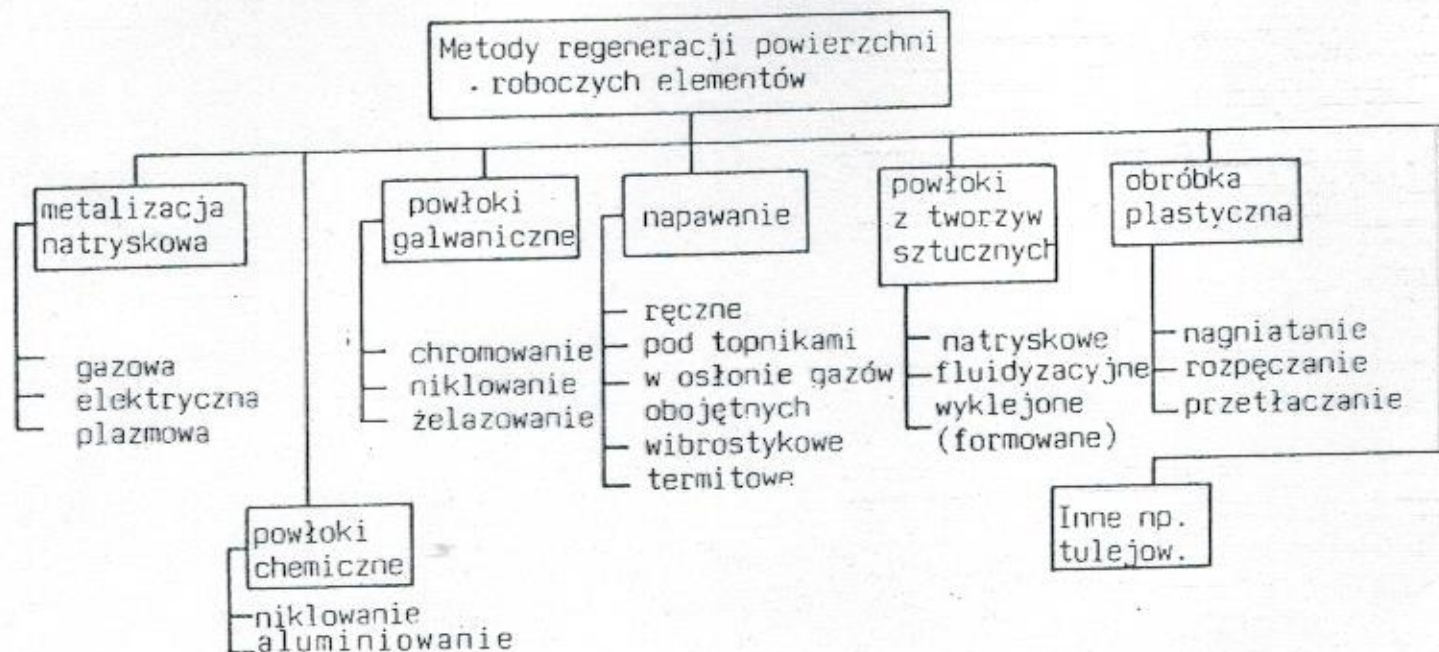 Metody regeneracji powierzchni
roboczych elementów
metalizacja
natryskowa
gazowa
elektryczna
plazmowa
powłoki
chemiczne
niklowanie
aluminiowanie
powłoki
galwaniczne
chromowanie
niklowanie
żelazowanie
napawanie
ręczne
pod topnikami
w osłonie gazów
obojętnych
wibrostykowe
termitowe
powłoki
z tworzyw
sztucznych
natryskowe
fluidyzacyjne
wyklejone
(formowane)
obróbka
plastyczna
nagniatanie
rozpęczanie
przetłaczanie
Inne np.
tulejow.